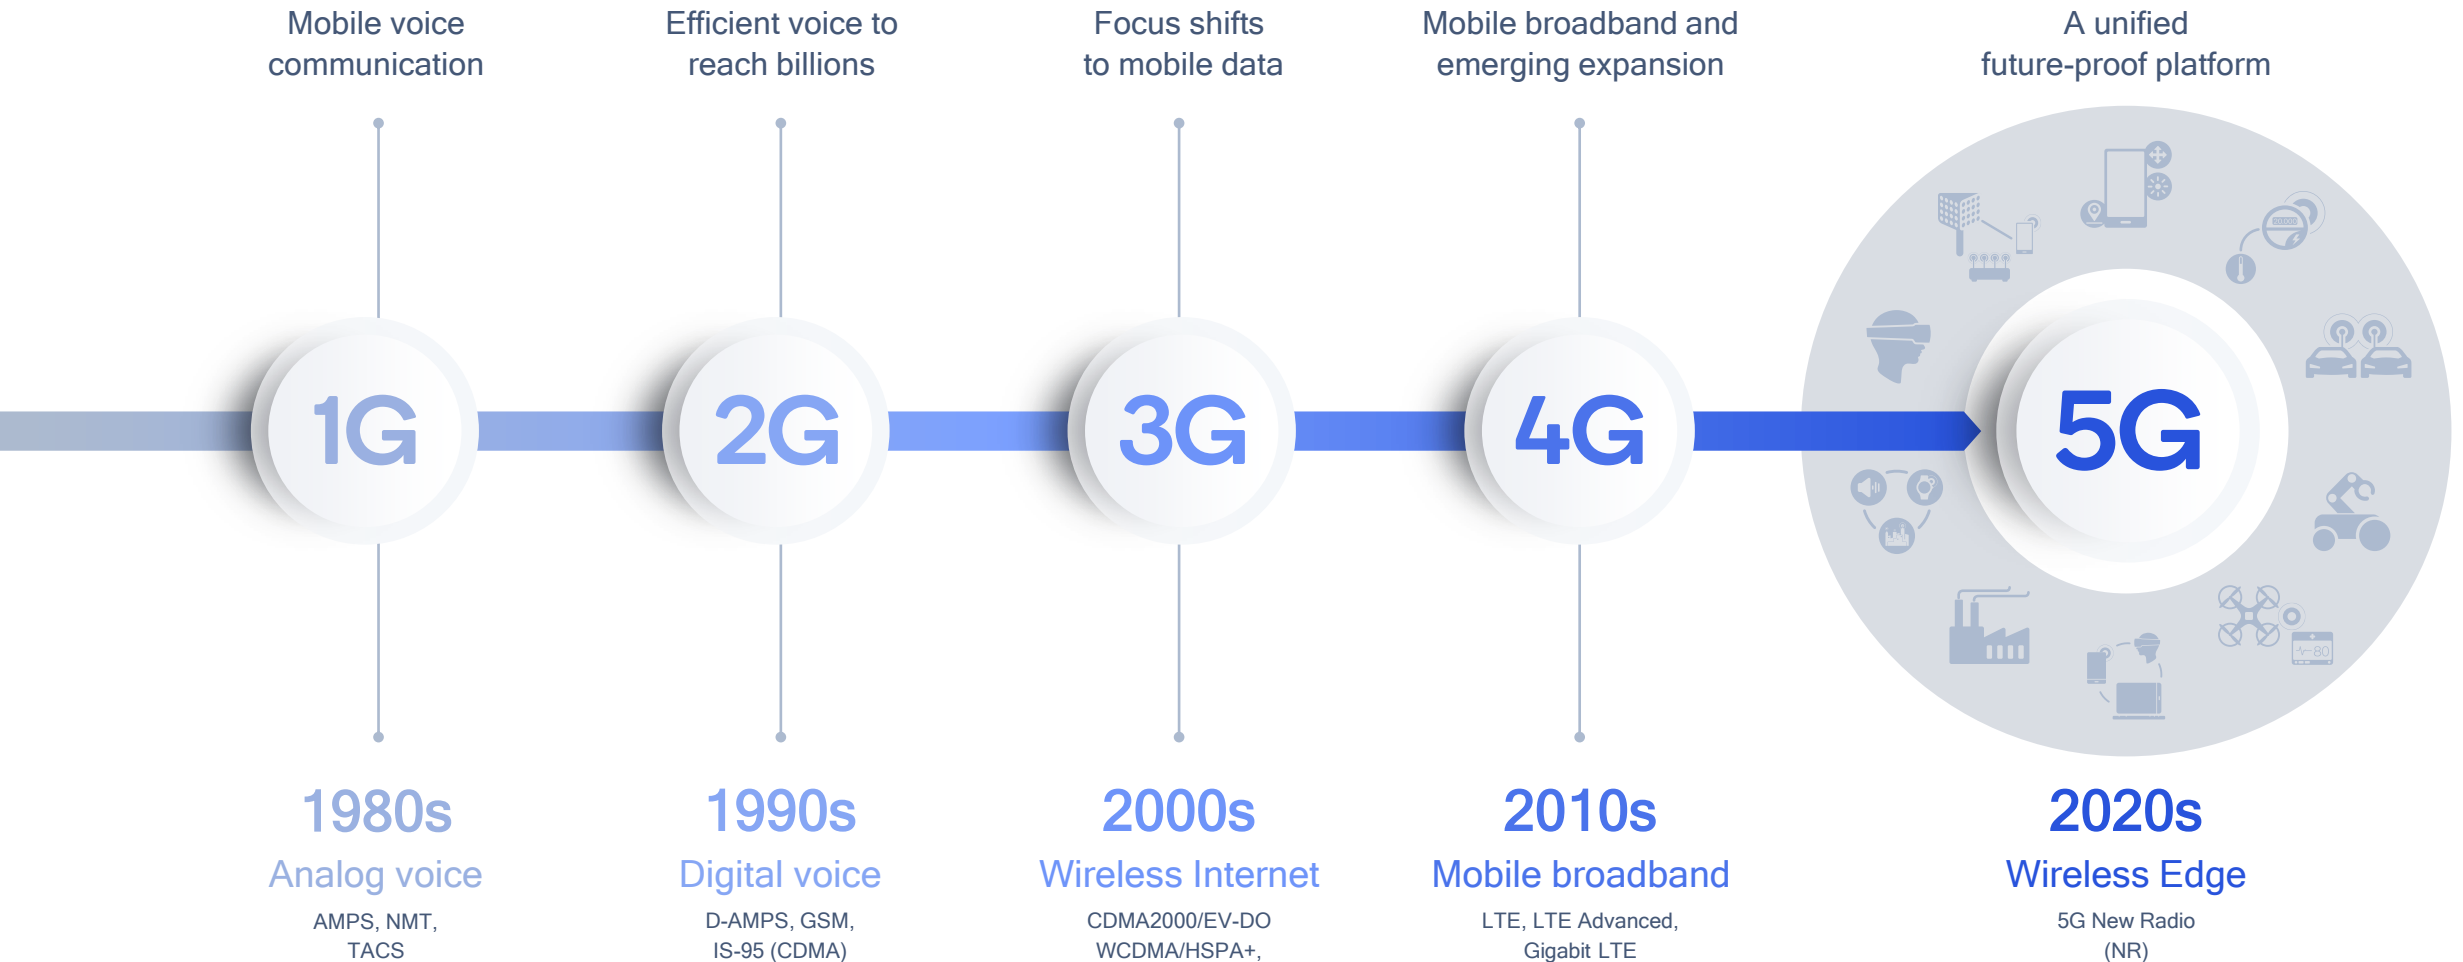 Mobile voice
communication
Efficient voice to
reach billions
Focus shifts
to mobile data
Mobile broadband and
emerging expansion
A unified
future-proof platform
1G
2G
3G
4G
5G
80
1980s
Analog voice
AMPS, NMT,
TACS
1990s
Digital voice
D-AMPS, GSM,
IS-95 (CDMA)
2000s
Wireless Internet
CDMA2000/EV-DO
WCDMA/HSPA+,
2010s
Mobile broadband
LTE, LTE Advanced,
Gigabit LTE
2020s
Wireless Edge
5G New Radio
(NR)